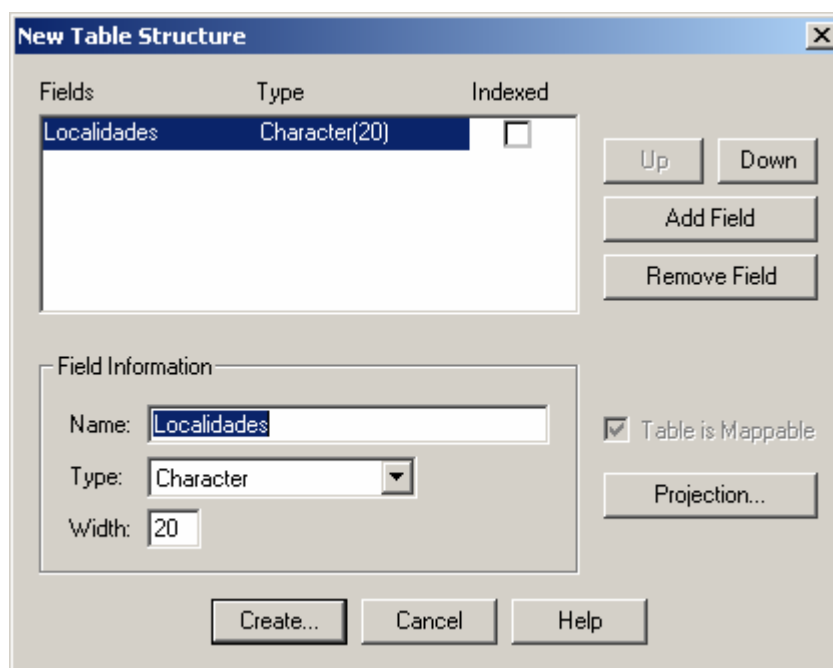 New Table Structure
Fields Type Indexed
Localidades Character(20)
Up Down
Add Field
Remove Field
Field Information
Name: Localidades
Table is Mappable
Type: Character
Projection...
Width: 20
Create... Cancel Help